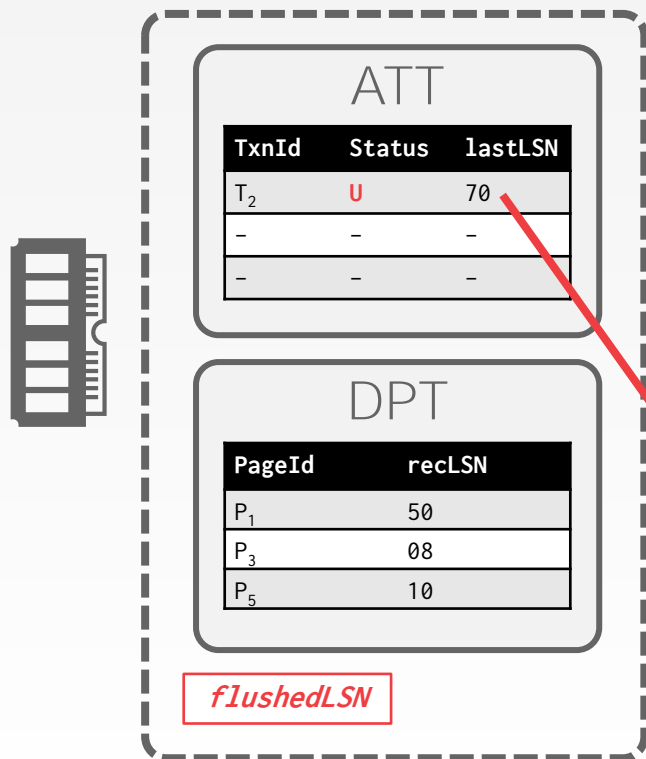 ATT
TxnId Status lastLSN
T₂ U 70
– – –
– – –
DPT
PageId recLSN
P₁ 50
P₃ 08
P₅ 10
flushedLSN